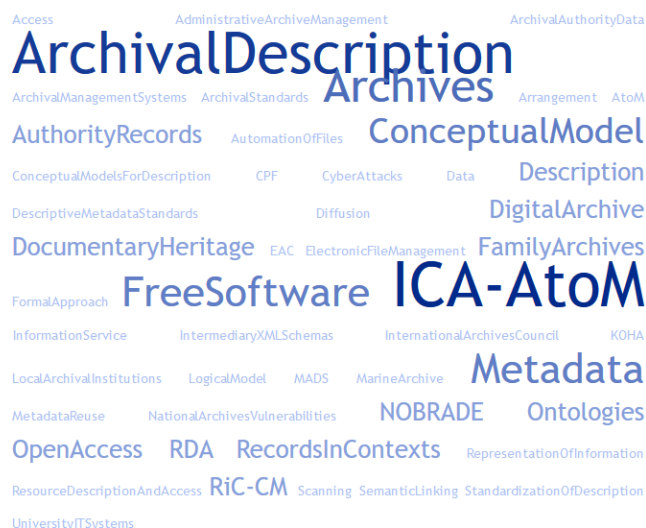 Access AdministrativeArchiveManagement ArchivalAuthorityData
ArchivalDescription
ArchivalManagementSystems ArchivalStandards Archives Arrangement AtoM
AuthorityRecords AutomationOfFiles ConceptualModel
ConceptualModelsForDescription CPF CyberAttacks Data Description
DescriptiveMetadataStandards Diffusion DigitalArchive
DocumentaryHeritage EAC ElectronicFileManagement FamilyArchives
FormalApproach FreeSoftware ICA-AtoM
InformationService IntermediaryXMLSchemas InternationalArchivesCouncil KOHA
LocalArchivalInstitutions LogicalModel MADS MarineArchive Metadata
MetadataReuse NationalArchivesVulnerabilities NOBRADE Ontologies
OpenAccess RDA RecordsInContexts RepresentationOfInformation
ResourceDescriptionAndAccess RiC-CM Scanning SemanticLinking StandardizationOfDescription
UniversityITSystems